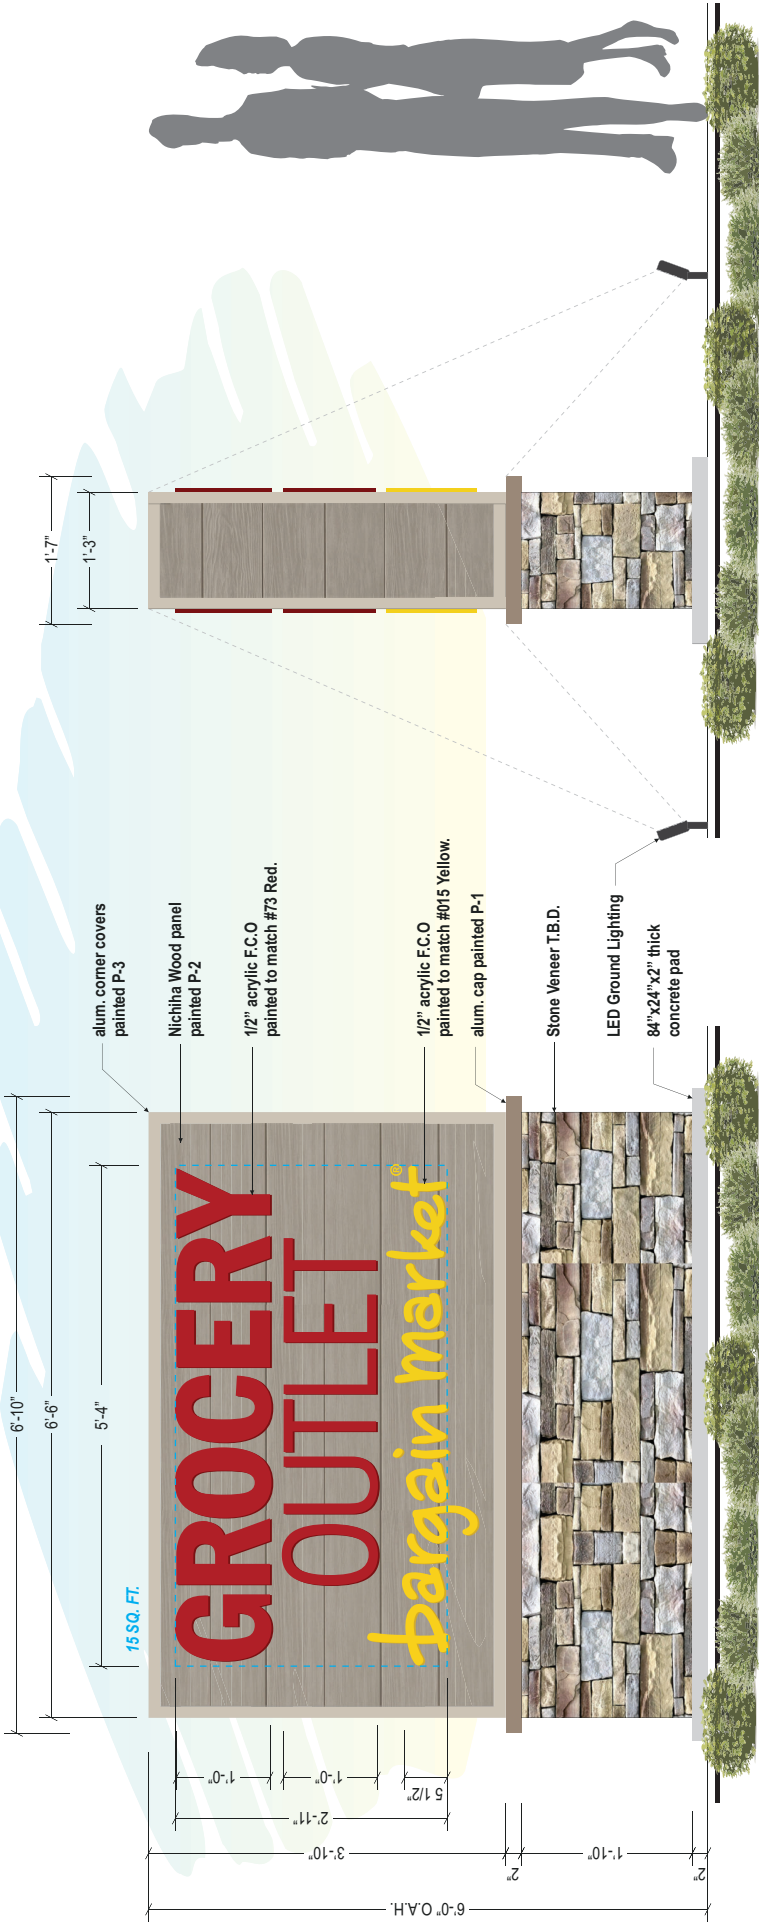 6'-10"
6'-6"
5'-4"
15 SQ. FT.
GROCERY
OUTLET
bargain market®
6'-0" O.A.H.
3'-10"
2'-11"
1'-0"
1'-0"
5 1/2"
2"
1'-10"
2"
alum. corner covers
painted P-3
Nichiha Wood panel
painted P-2
1/2" acrylic F.C.O
painted to match #73 Red.
1/2" acrylic F.C.O
painted to match #015 Yellow.
alum. cap painted P-1
Stone Veneer T.B.D.
LED Ground Lighting
84"x24"x2" thick
concrete pad
1'-7"
1'-3"